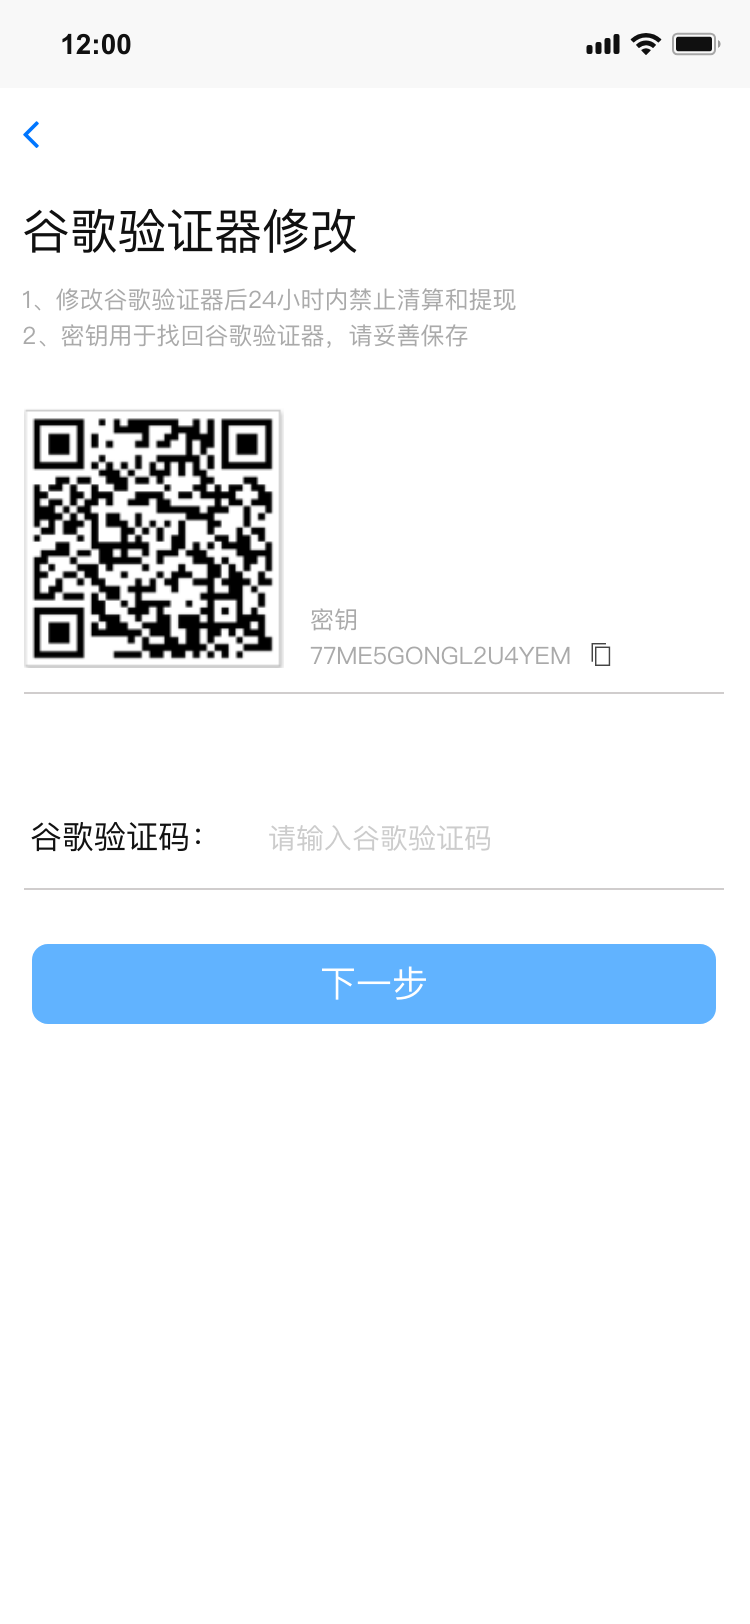 12:00
谷歌验证器修改
1、修改谷歌验证器后24小时内禁止清算和提现
2、密钥用于找回谷歌验证器，请妥善保存
密钥
77ME5GONGL2U4YEM
谷歌验证码：
请输入谷歌验证码
下一步